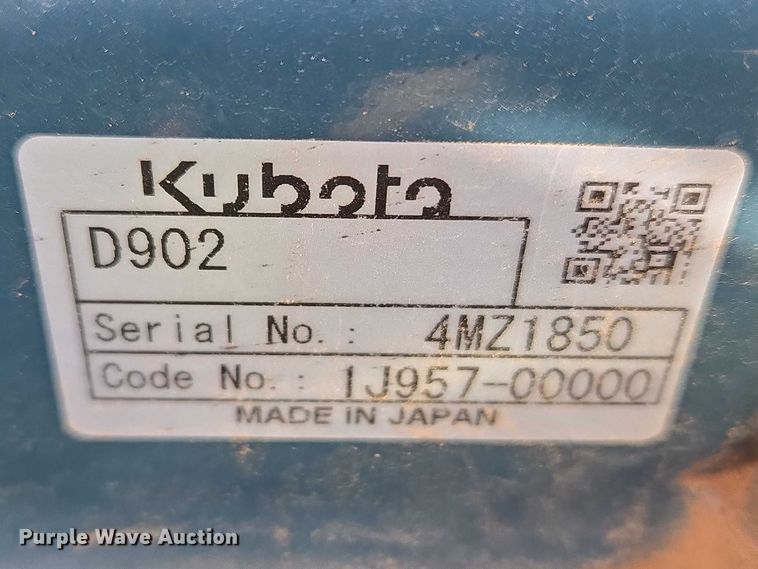 Kubota
D902
Serial No. : 4MZ1850
Code No. : 1J957-00000
MADE IN JAPAN
Purple Wave Auction